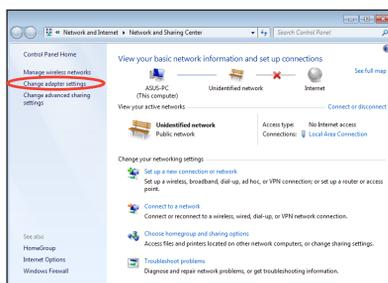 Network and Internet ▸ Network and Sharing Center
Search Control Panel
Control Panel Home
Manage wireless networks
Change adapter settings
Change advanced sharing settings
See also
HomeGroup
Internet Options
Windows Firewall
View your basic network information and set up connections
See full map
ASUS-PC
(This computer)
Unidentified network
Internet
View your active networks
Connect or disconnect
Unidentified network
Public network
Access type: No Internet access
Connections: Local Area Connection
Change your networking settings
Set up a new connection or network
Set up a wireless, broadband, dial-up, ad hoc, or VPN connection; or set up a router or access
point.
Connect to a network
Connect or reconnect to a wireless, wired, dial-up, or VPN network connection.
Choose homegroup and sharing options
Access files and printers located on other network computers, or change sharing settings.
Troubleshoot problems
Diagnose and repair network problems, or get troubleshooting information.